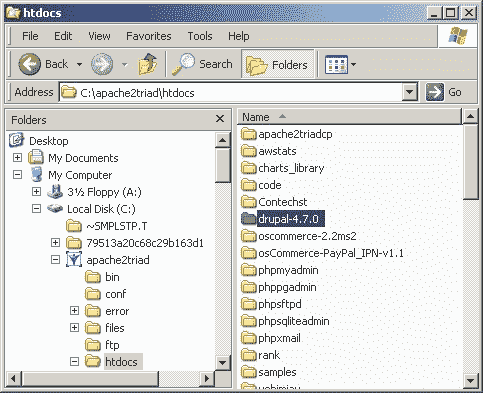 htdocs
File Edit View Favorites Tools Help
Back Search Folders
Address C:\apache2triad\htdocs Go
Folders
Desktop
My Documents
My Computer
3½ Floppy (A:)
Local Disk (C:)
~SMPLSTP.T
79513a20c68c29b163d1
apache2triad
bin
conf
error
files
ftp
htdocs
Name
apache2triadcp
awstats
charts_library
code
Contechst
drupal-4.7.0
oscommerce-2.2ms2
osCommerce-PayPal_IPN-v1.1
phpmyadmin
phppgadmin
phpsftpd
phpsqliteadmin
phpxmail
rank
samples